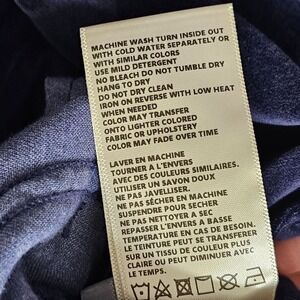 MACHINE WASH TURN INSIDE OUT
WITH COLD WATER SEPARATELY OR
WITH SIMILAR COLORS
USE MILD DETERGENT
NO BLEACH DO NOT TUMBLE DRY
HANG TO DRY
DO NOT DRY CLEAN
IRON ON REVERSE WITH LOW HEAT
WHEN NEEDED
COLOR MAY TRANSFER
ONTO LIGHTER COLORED
FABRIC OR UPHOLSTERY
COLOR MAY FADE OVER TIME
LAVER EN MACHINE
TOURNER A L'ENVERS
AVEC DES COULEURS SIMILAIRES.
UTILISER UN SAVON DOUX
NE PAS JAVELLISER.
NE PAS SÉCHER EN MACHINE
SUSPENDRE POUR SECHER
NE PAS NETTOYER A SEC
REPASSER L'ENVERS A BASSE
TEMPERATURE EN CAS DE BESOIN.
LE TEINTURE PEUT SE TRANSFERER
SUR UN TISSU DE COULEUR PLUS
CLAIR OU PEUT DIMINUER AVEC
LE TEMPS.